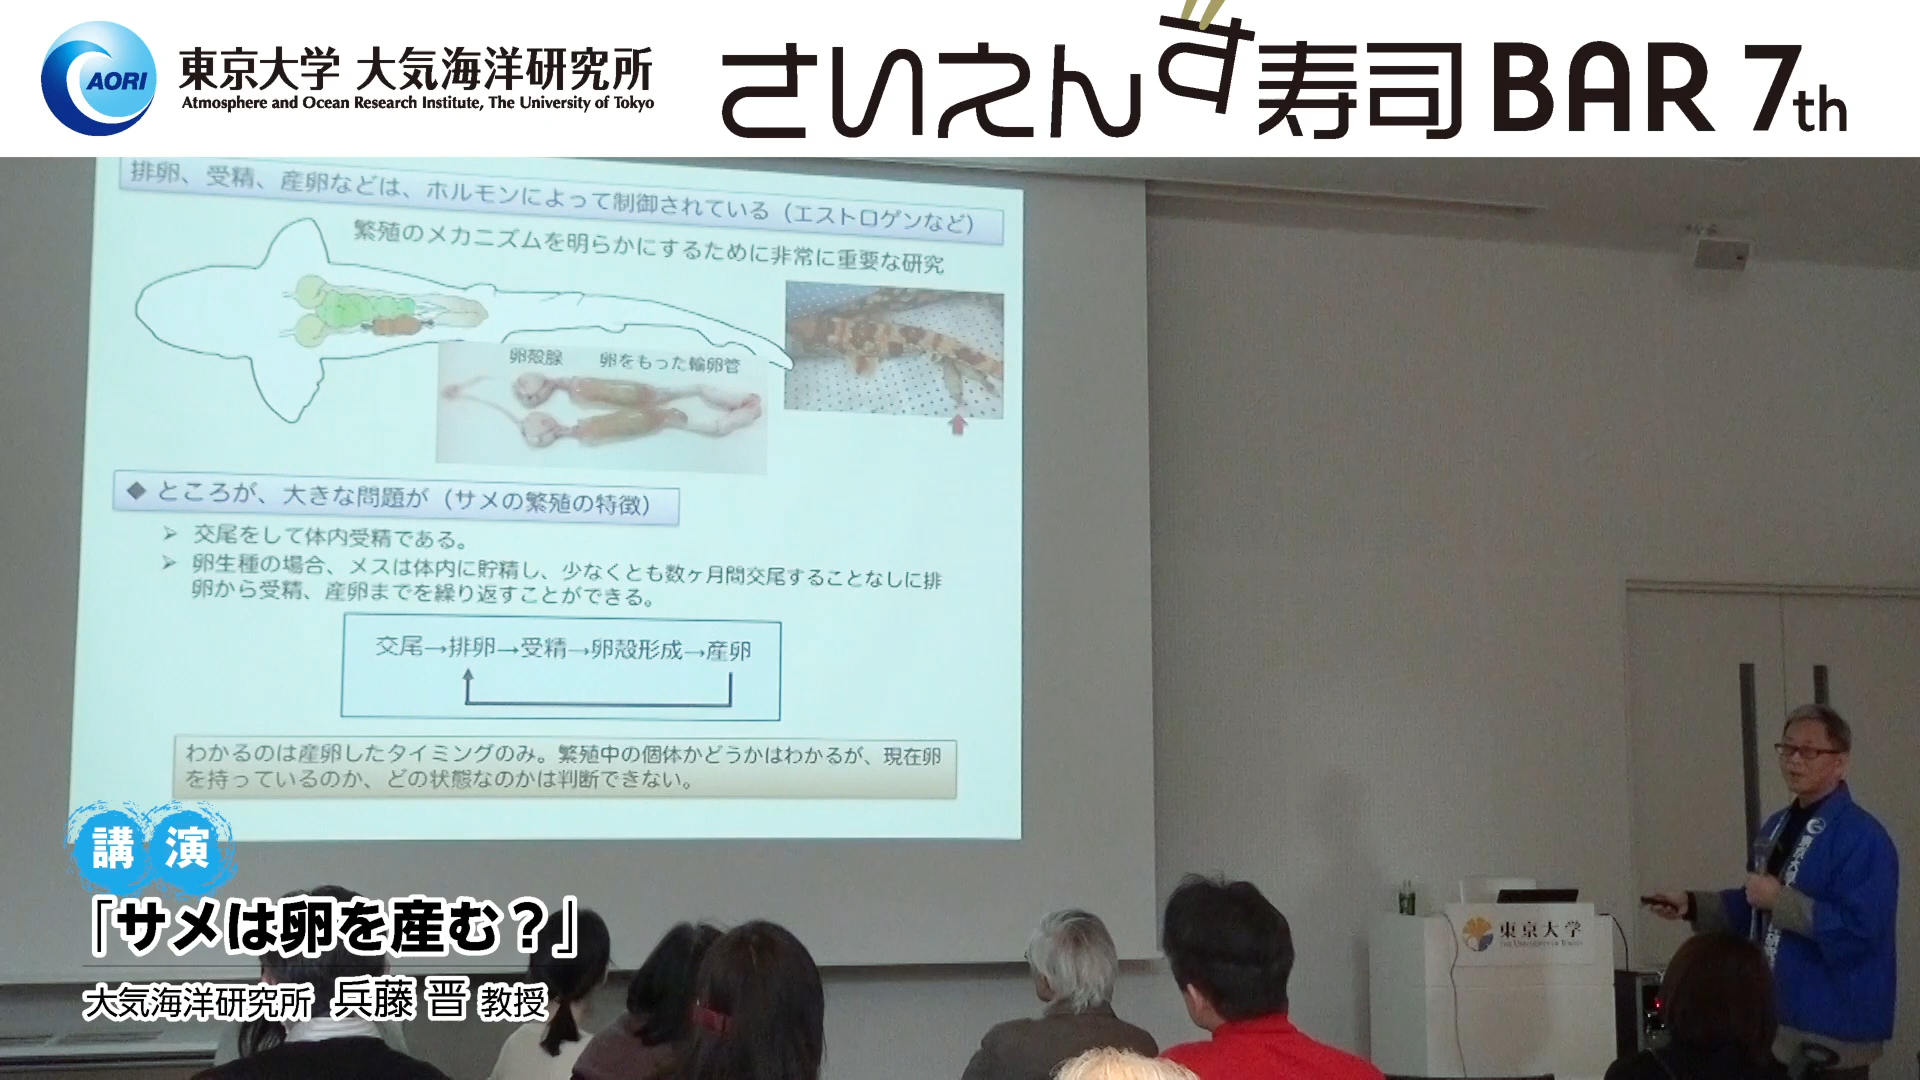 AORI
東京大学 大気海洋研究所
Atmosphere and Ocean Research Institute, The University of Tokyo
さいえんす寿司BAR 7th
排卵、受精、産卵などは、ホルモンによって制御されている（エストロゲンなど）
繁殖のメカニズムを明らかにするために非常に重要な研究
卵殻腺
卵をもった輸卵管
◆ ところが、大きな問題が（サメの繁殖の特徴）
➢ 交尾をして体内受精である。
➢ 卵生種の場合、メスは体内に貯精し、少なくとも数ヶ月間交尾することなしに排
卵から受精、産卵までを繰り返すことができる。
交尾→排卵→受精→卵殻形成→産卵
わかるのは産卵したタイミングのみ。繁殖中の個体かどうかはわかるが、現在卵
を持っているのか、どの状態なのかは判断できない。
講演
『サメは卵を産む？』
大気海洋研究所 兵藤 晋 教授
東京大学
THE UNIVERSITY OF TOKYO
東京大